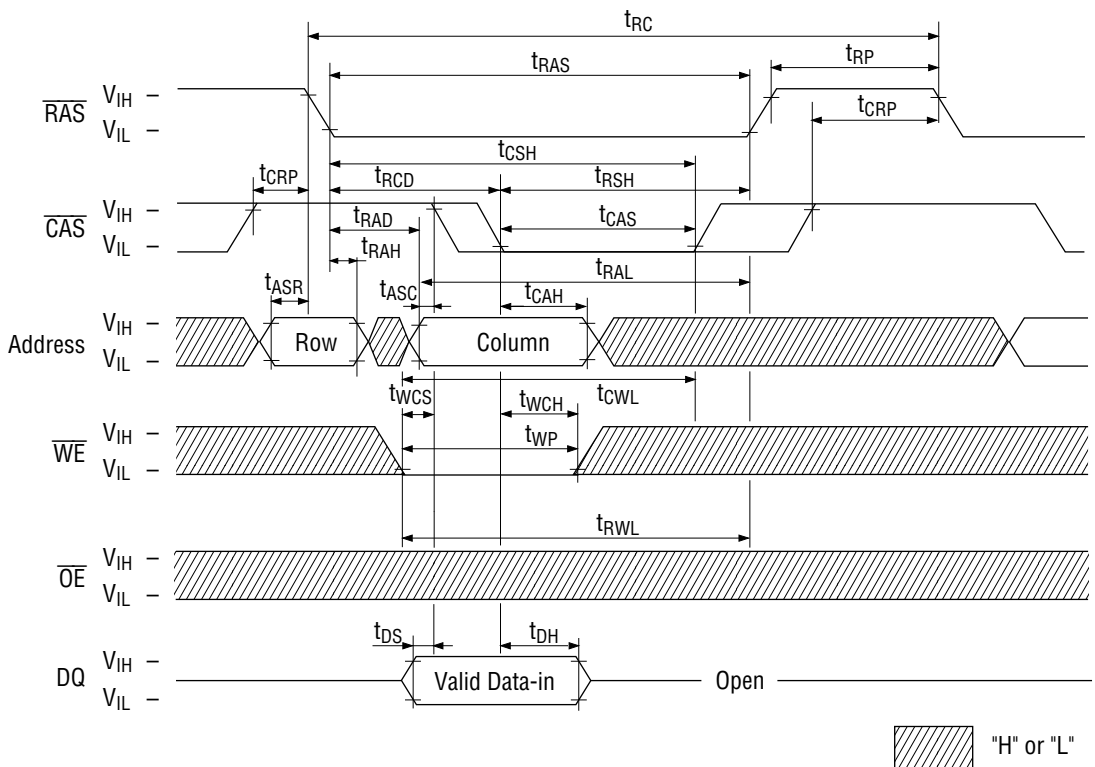 tRC
tRAS
tRP
RAS
VIH –
VIL –
tCRP
tCSH
tCRP
tRCD
tRSH
CAS
VIH –
VIL –
tRAD
tCAS
tRAH
tRAL
tASR
tASC
tCAH
Address
VIH –
VIL –
Row
Column
tWCS
tCWL
tWCH
WE
VIH –
VIL –
tWP
tRWL
OE
VIH –
VIL –
tDS
tDH
DQ
VIH –
VIL –
Valid Data-in
Open
"H" or "L"